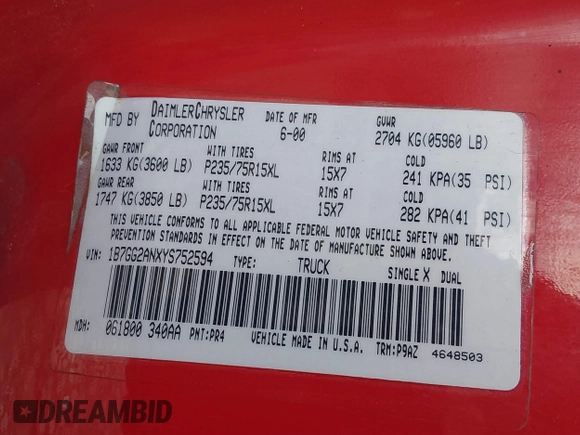 MFD BY DAIMLERCHRYSLER CORPORATION DATE OF MFR 6-00 GVWR 2704 KG(05960 LB)
GAWR FRONT WITH TIRES RIMS AT COLD
1633 KG(3600 LB) P235/75R15XL 15X7 241 KPA(35 PSI)
GAWR REAR WITH TIRES RIMS AT COLD
1747 KG(3850 LB) P235/75R15XL 15X7 282 KPA(41 PSI)
THIS VEHICLE CONFORMS TO ALL APPLICABLE FEDERAL MOTOR VEHICLE SAFETY AND THEFT
PREVENTION STANDARDS IN EFFECT ON THE DATE OF MANUFACTURE SHOWN ABOVE.
VIN: 1B7GG2ANXYS752594 TYPE: TRUCK SINGLE X DUAL
MDH: 061800 340AA PNT:PR4 VEHICLE MADE IN U.S.A. TRM:P9AZ 4648503
DREAMBID